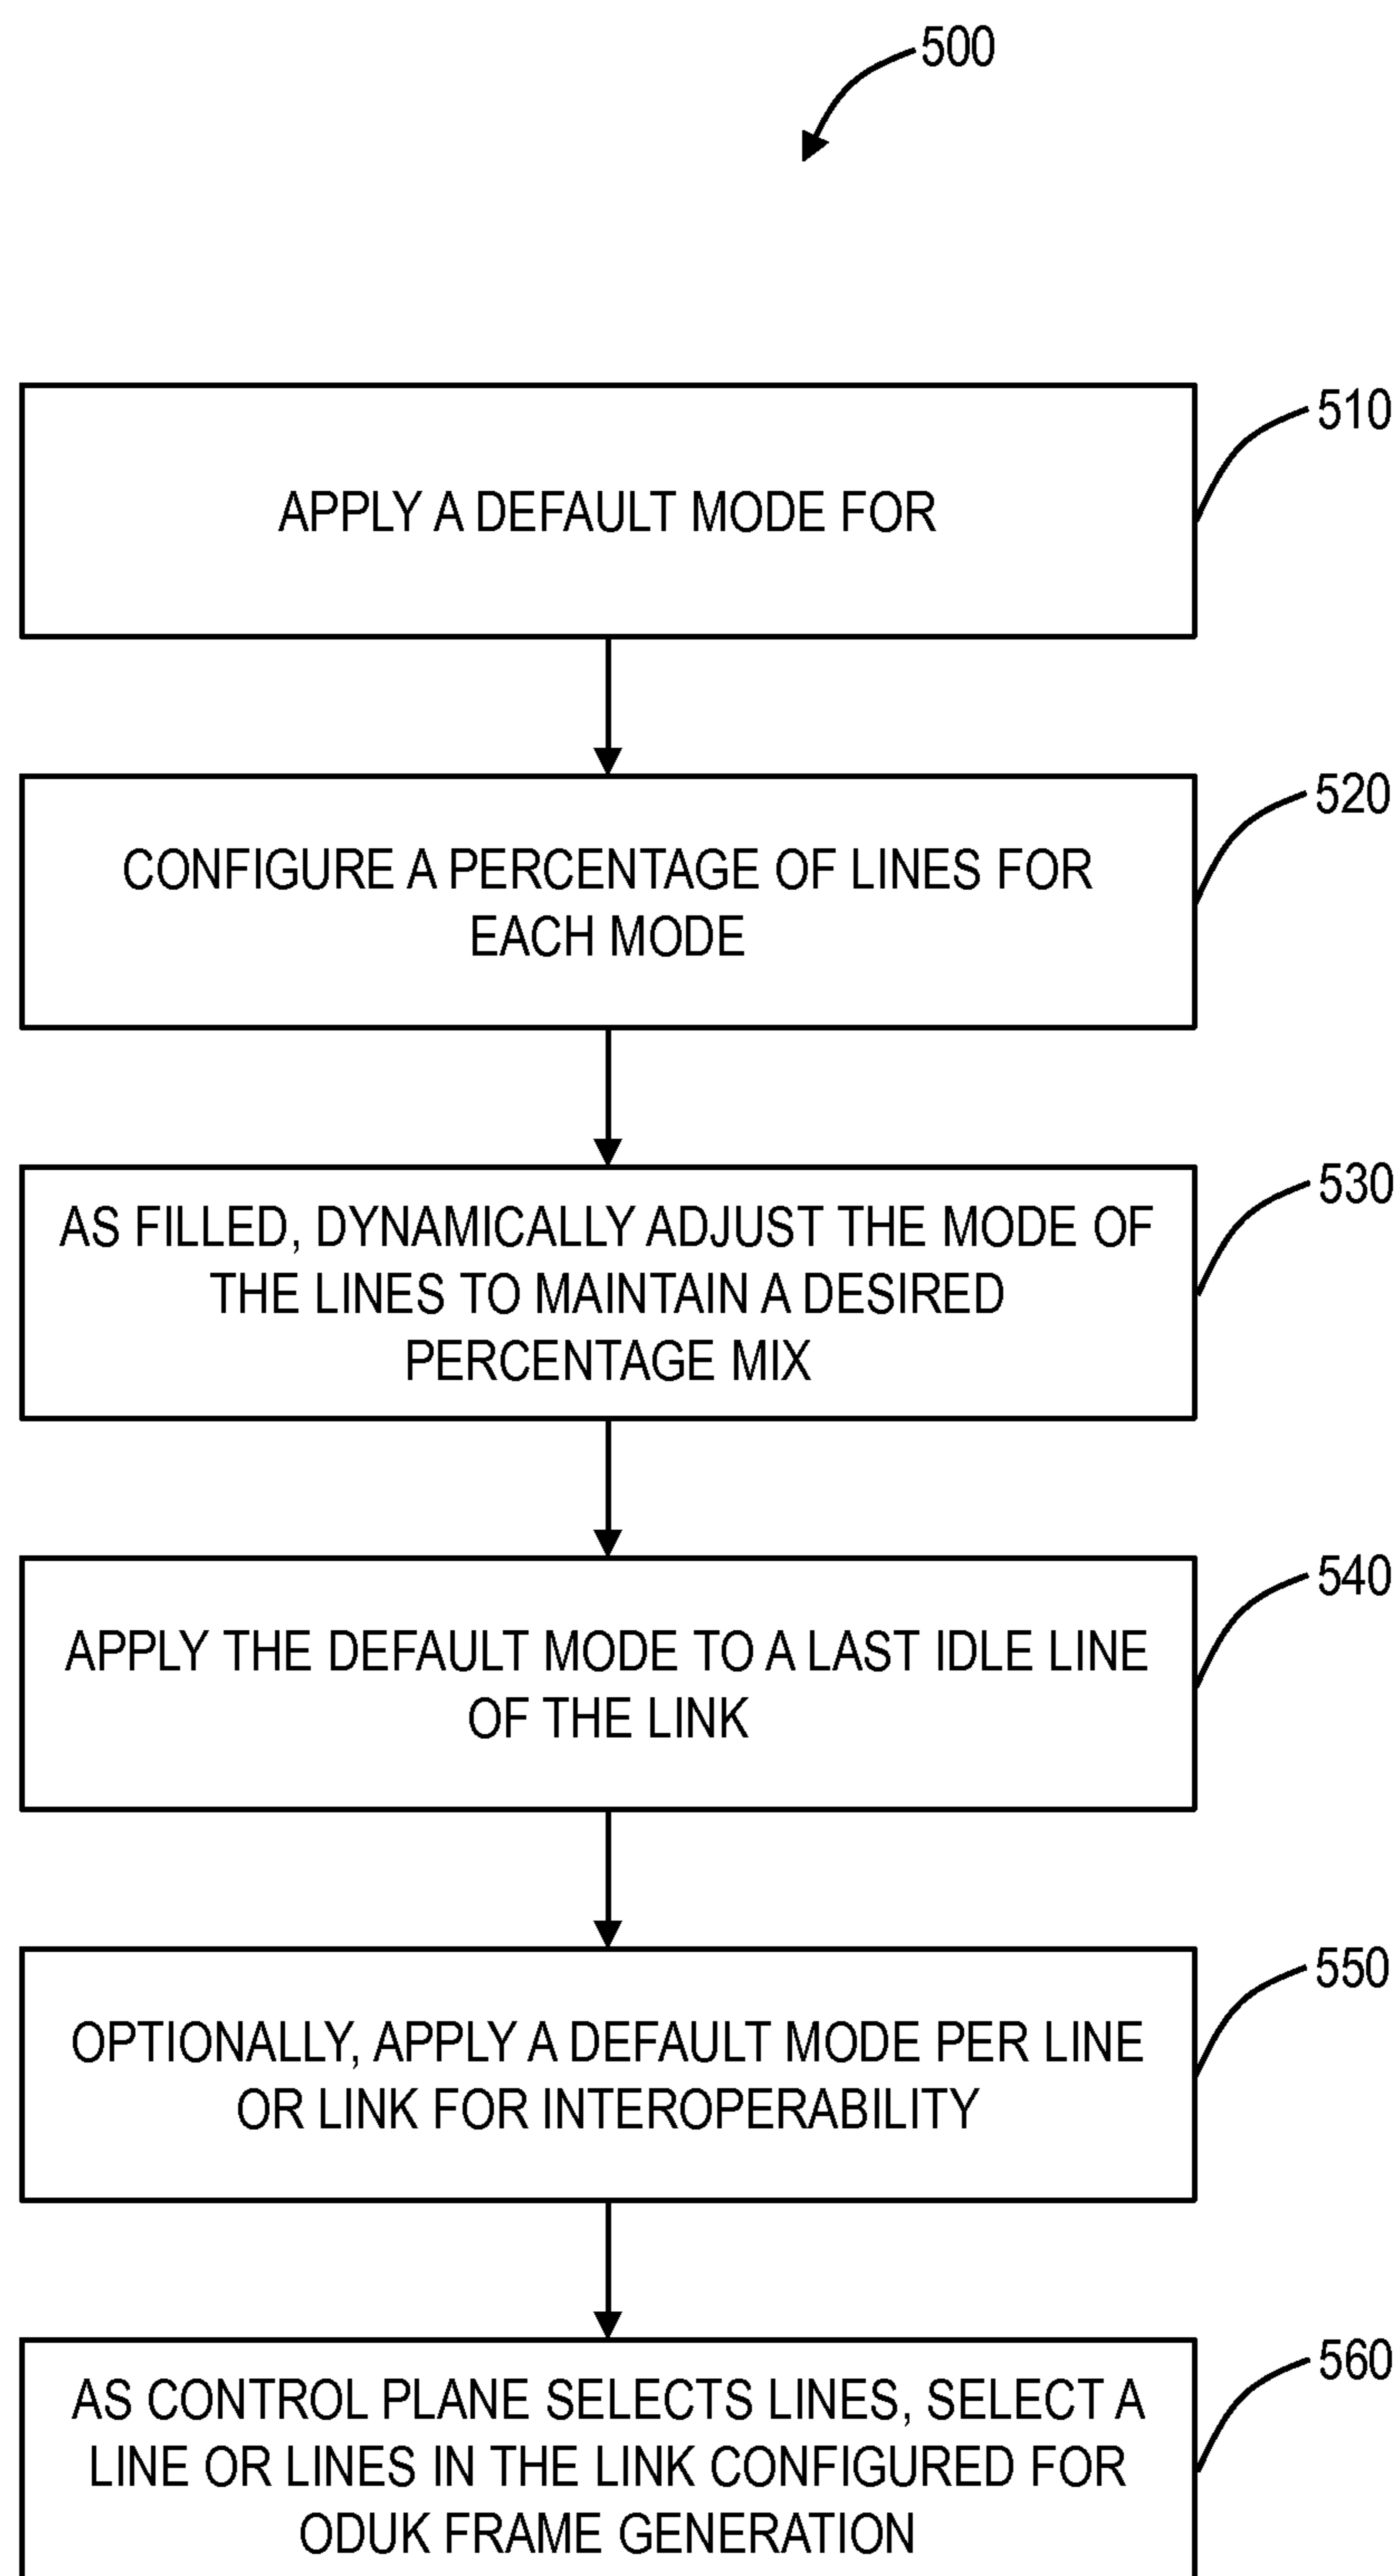 500
510
APPLY A DEFAULT MODE FOR
520
CONFIGURE A PERCENTAGE OF LINES FOR
EACH MODE
530
AS FILLED, DYNAMICALLY ADJUST THE MODE OF
THE LINES TO MAINTAIN A DESIRED
PERCENTAGE MIX
540
APPLY THE DEFAULT MODE TO A LAST IDLE LINE
OF THE LINK
550
OPTIONALLY, APPLY A DEFAULT MODE PER LINE
OR LINK FOR INTEROPERABILITY
560
AS CONTROL PLANE SELECTS LINES, SELECT A
LINE OR LINES IN THE LINK CONFIGURED FOR
ODUK FRAME GENERATION